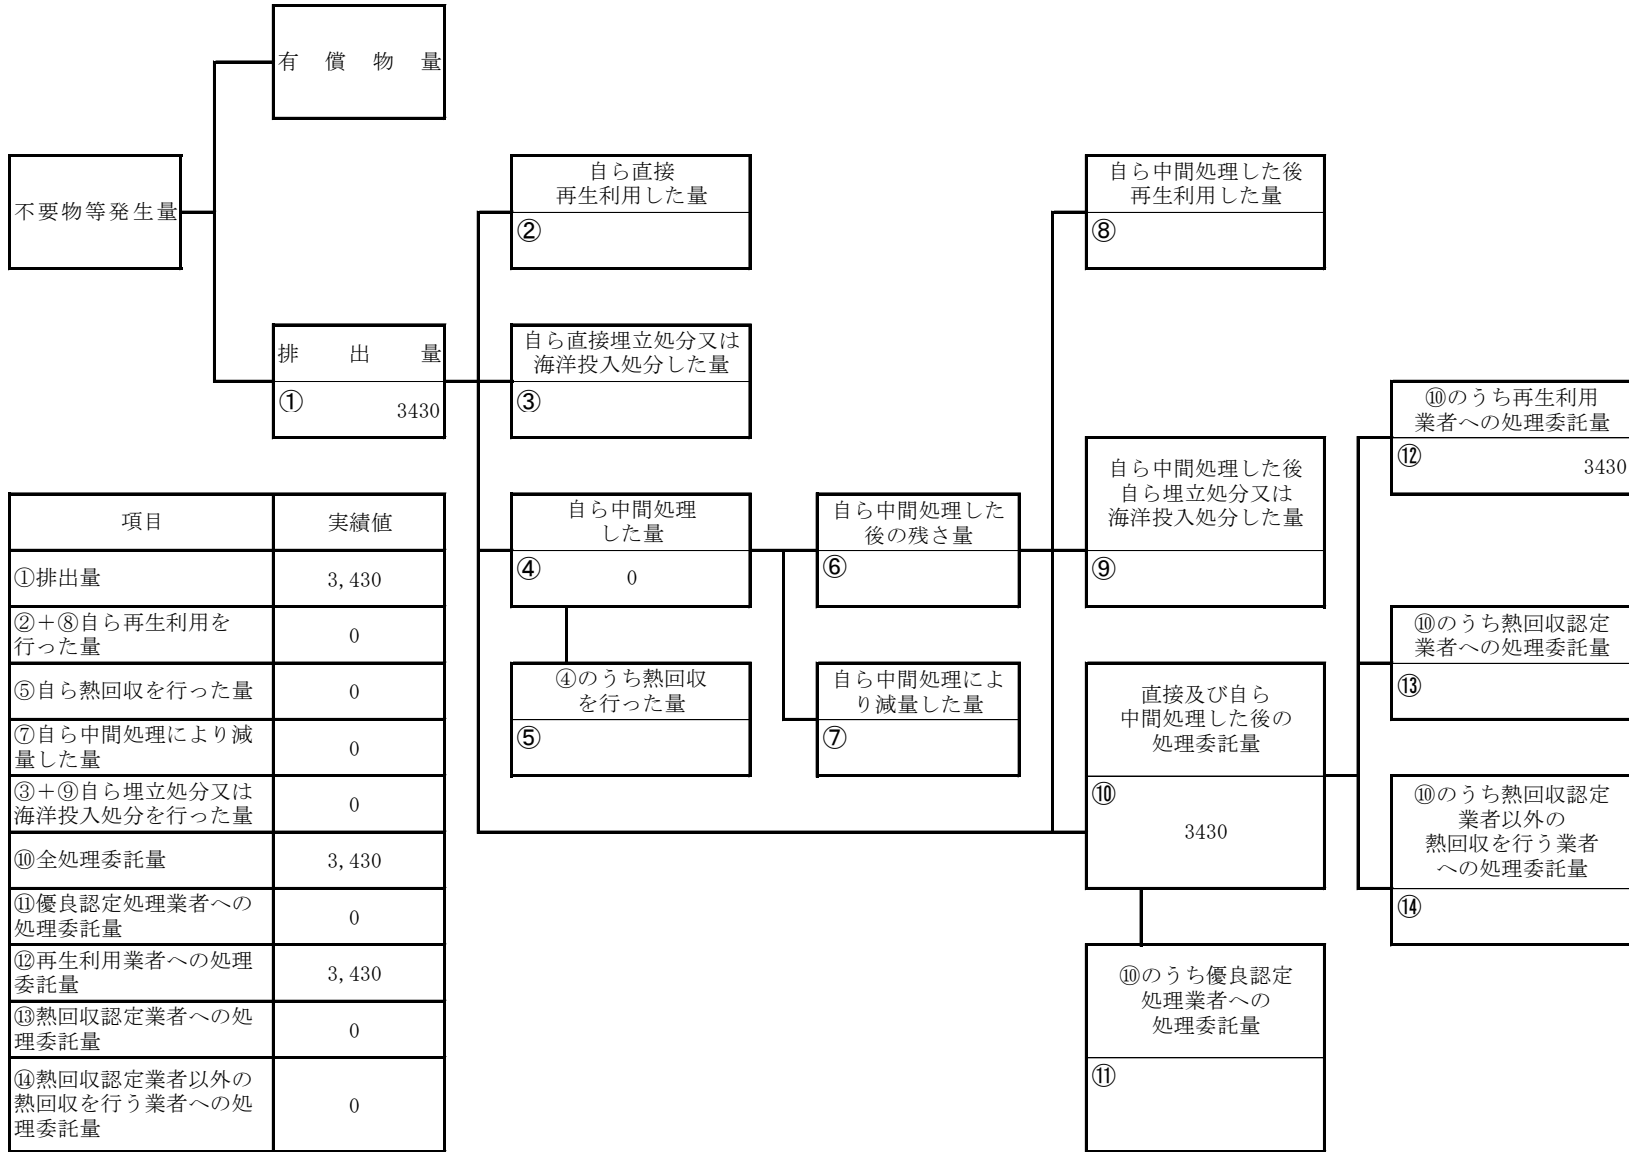 有償物量
不要物等発生量
排出量
① 3430
自ら直接
再生利用した量
②
自ら直接埋立処分又は
海洋投入処分した量
③
自ら中間処理
した量
④ 0
④のうち熱回収
を行った量
⑤
自ら中間処理した
後の残さ量
⑥
自ら中間処理によ
り減量した量
⑦
自ら中間処理した後
再生利用した量
⑧
自ら中間処理した後
自ら埋立処分又は
海洋投入処分した量
⑨
直接及び自ら
中間処理した後の
処理委託量
⑩
3430
⑩のうち優良認定
処理業者への
処理委託量
⑪
⑩のうち再生利用
業者への処理委託量
⑫ 3430
⑩のうち熱回収認定
業者への処理委託量
⑬
⑩のうち熱回収認定
業者以外の
熱回収を行う業者
への処理委託量
⑭
項目 実績値
①排出量 3,430
②+⑧自ら再生利用を
行った量 0
⑤自ら熱回収を行った量 0
⑦自ら中間処理により減
量した量 0
③+⑨自ら埋立処分又は
海洋投入処分を行った量 0
⑩全処理委託量 3,430
⑪優良認定処理業者への
処理委託量 0
⑫再生利用業者への処理
委託量 3,430
⑬熱回収認定業者への処
理委託量 0
⑭熱回収認定業者以外の
熱回収を行う業者への処
理委託量 0